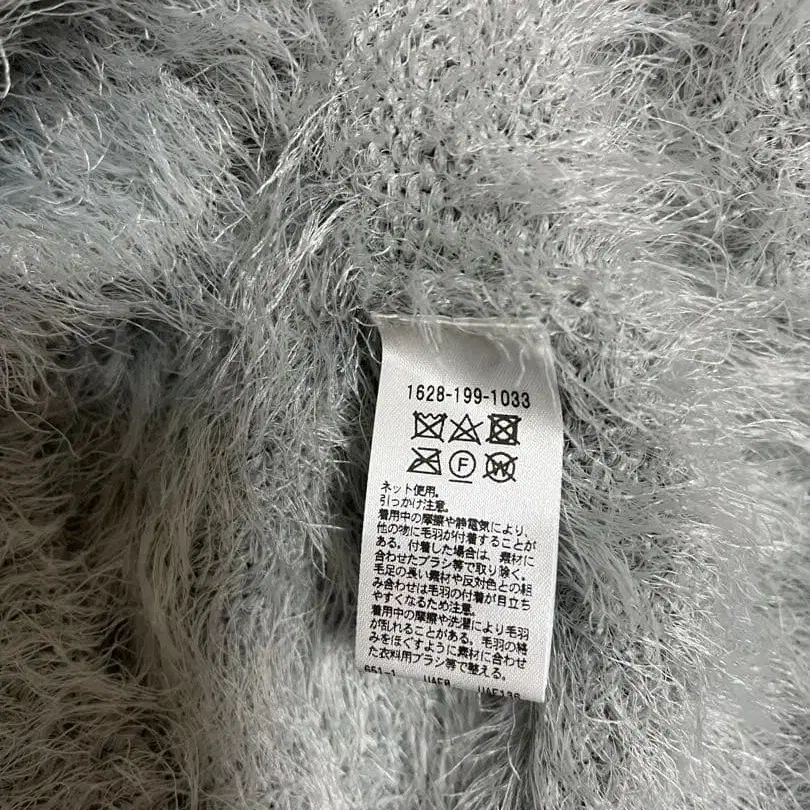 1628-199-1033
F W
ネット使用。
引っかけ注意。
着用中の摩擦や静電気により、
他の物に毛羽が付着することが
ある。付着した場合は、素材に
合わせたブラシ等で取り除く。
毛足の長い素材や反対色との組
み合わせは毛羽の付着が目立ち
やすくなるため注意。
着用中の摩擦や洗濯により毛羽
が乱れることがある。毛羽の絡
みをほぐすように素材に合わせ
た衣料用ブラシ等で整える。